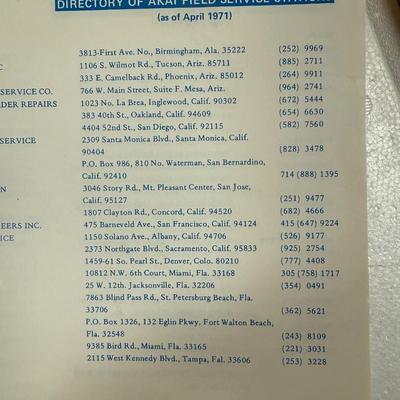 DIRECTORY OF AKAI FIELD SERVICE STATIONS
(as of April 1971)
3813-First Ave. No., Birmingham, Ala. 35222 (252) 9969
C 1106 S. Wilmot Rd., Tucson, Ariz. 85711 (885) 2711
333 E. Camelback Rd., Phoenix, Ariz. 85012 (264) 9911
SERVICE CO. 766 W. Main Street, Suite F, Mesa, Ariz. (964) 2741
DER REPAIRS 1023 No. La Brea, Inglewood, Calif. 90302 (672) 5444
383 40th St., Oakland, Calif. 94609 (654) 6630
4404 52nd St., San Diego, Calif. 92115 (582) 7560
SERVICE 2309 Santa Monica Blvd., Santa Monica, Calif.
90404 (828) 3478
P.O. Box 986, 810 No. Waterman, San Bernardino,
Calif. 92410 714 (888) 1395
N 3046 Story Rd., Mt. Pleasant Center, San Jose,
Calif. 95127 (251) 9477
1807 Clayton Rd., Concord, Calif. 94520 (682) 4666
EERS INC. 475 Barneveld Ave., San Francisco, Calif. 94124 415 (647) 9224
ICE 1150 Solano Ave., Albany, Calif. 94706 (526) 9177
2373 Northgate Blvd., Sacramento, Calif. 95833 (925) 2754
1459-61 So. Pearl St., Denver, Colo. 80210 (777) 4408
10812 N.W. 6th Court, Miami, Fla. 33168 305 (758) 1717
25 W. 12th. Jacksonville, Fla. 32206 (354) 0491
7863 Blind Pass Rd., St. Petersburg Beach, Fla.
33706 (362) 5621
P.O. Box 1326, 132 Eglin Pkwy. Fort Walton Beach,
Fla. 32548 (243) 8109
9385 Bird Rd., Miami, Fla. 33165 (221) 3031
2115 West Kennedy Blvd., Tampa, Fal. 33606 (253) 3228